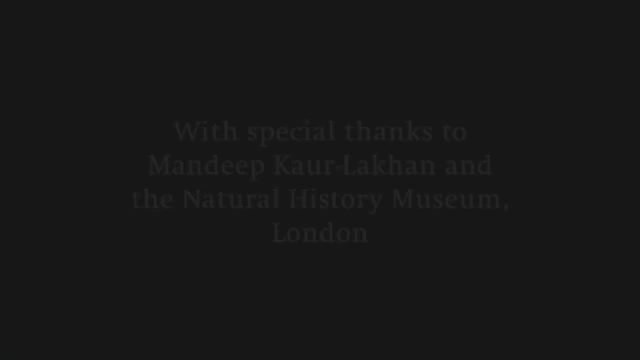 With special thanks to
Mandeep Kaur-Lakhan and
the Natural History Museum,
London